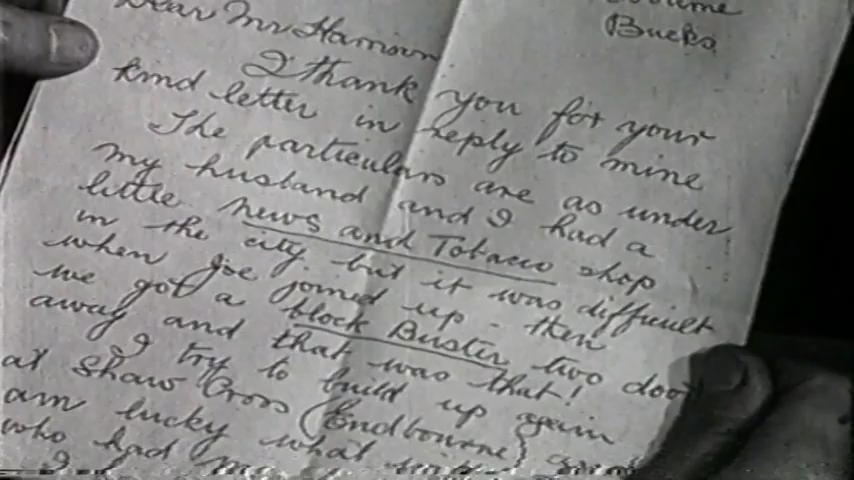 Bucks
Dear Mr Harrison
I thank you for your
kind letter in reply to mine
The particulars are as under
my husband and I had a
little news and Tobacco shop
in the city but it was difficult
when Joe joined up - then
we got a block Buster two doors
away and that was that!
I try to build up again
at Shaw Cross (Endbourne)
am lucky what with
who had
I